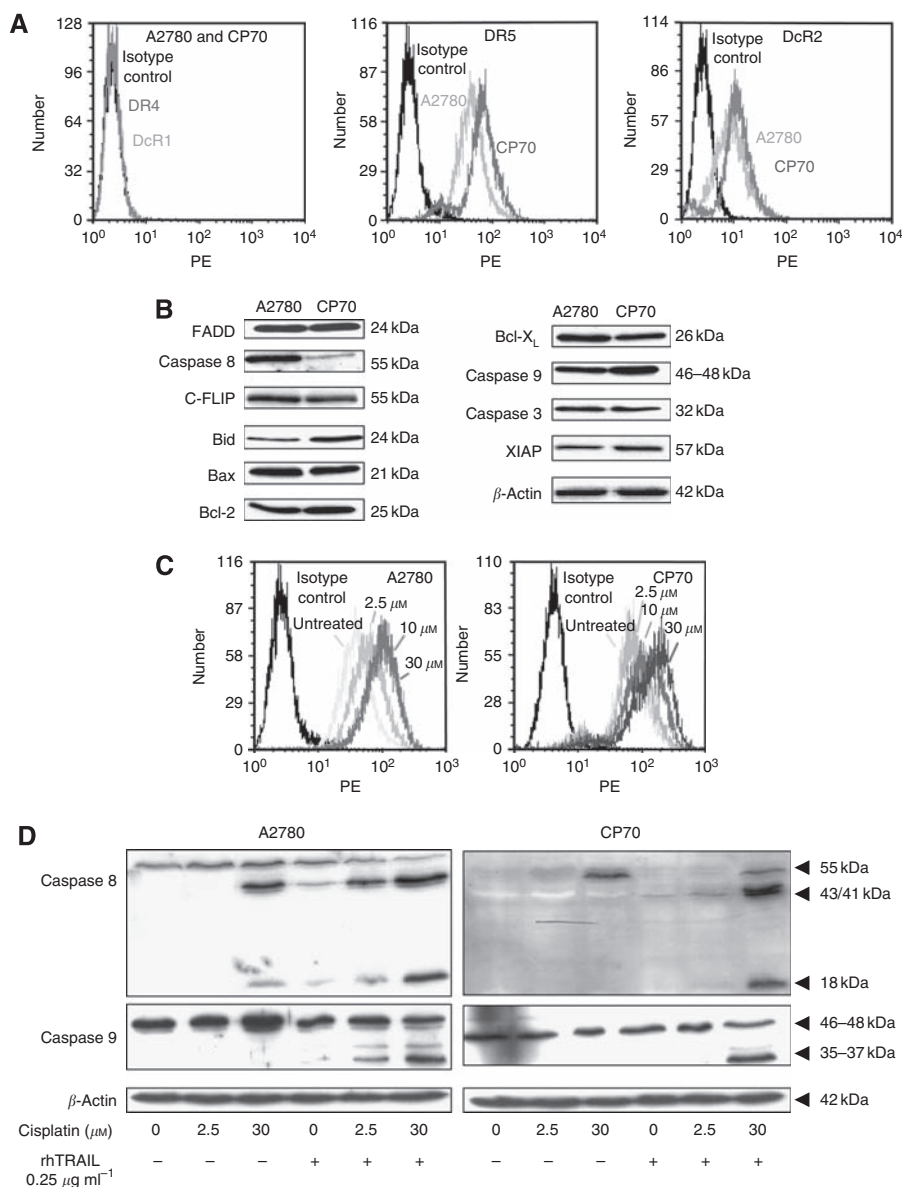 A
128
96
64
32
0
Number
A2780 and CP70
Isotype
control
DR4
DcR1
10⁰ 10¹ 10² 10³ 10⁴
PE
116
87
58
29
0
Number
DR5
Isotype
control
A2780
CP70
10⁰ 10¹ 10² 10³ 10⁴
PE
114
86
57
29
0
Number
DcR2
Isotype
control
A2780
CP70
10⁰ 10¹ 10² 10³ 10⁴
PE
B
A2780 CP70
FADD 24 kDa
Caspase 8 55 kDa
C-FLIP 55 kDa
Bid 24 kDa
Bax 21 kDa
Bcl-2 25 kDa
A2780 CP70
Bcl-X_L 26 kDa
Caspase 9 46–48 kDa
Caspase 3 32 kDa
XIAP 57 kDa
β-Actin 42 kDa
C
116
87
58
29
0
Number
Isotype
control
A2780
Untreated
2.5 μM
10 μM
30 μM
10⁰ 10¹ 10² 10³
PE
110
83
55
28
0
Number
Isotype
control
CP70
2.5 μM
Untreated
10 μM
30 μM
10⁰ 10¹ 10² 10³
PE
D
A2780 CP70
Caspase 8
55 kDa
43/41 kDa
18 kDa
Caspase 9
46–48 kDa
35–37 kDa
β-Actin 42 kDa
Cisplatin (μM) 0 2.5 30 0 2.5 30 0 2.5 30 0 2.5 30
rhTRAIL – – – + + + – – – + + +
0.25 μg ml⁻¹